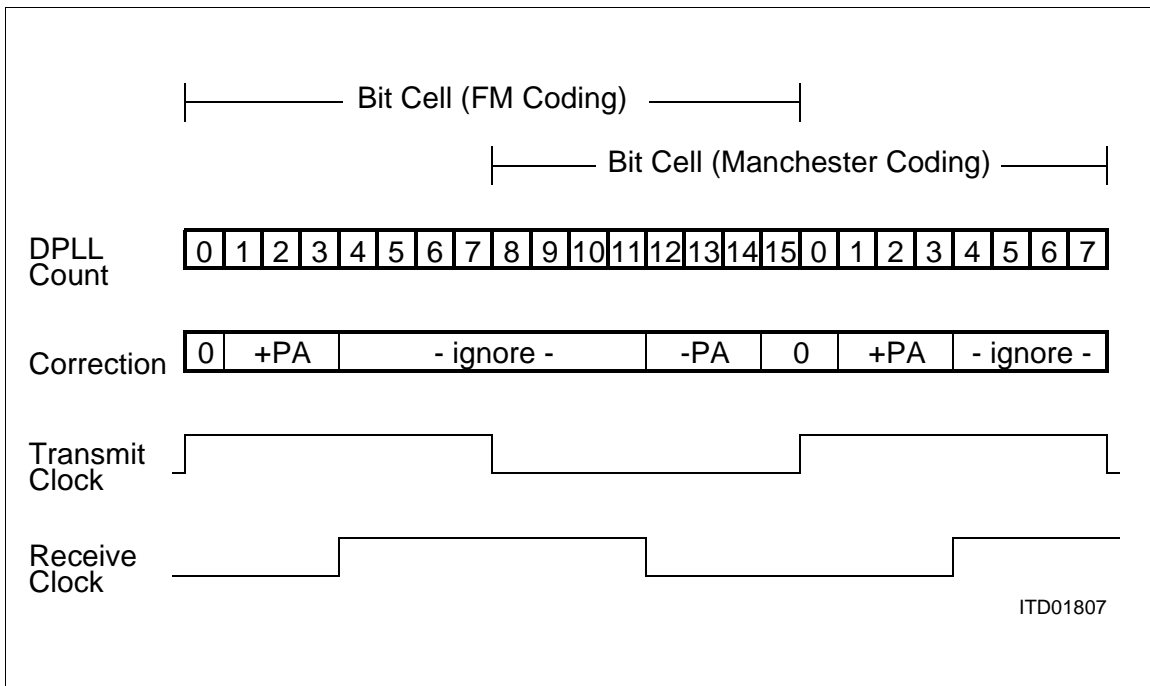 Bit Cell (FM Coding)
Bit Cell (Manchester Coding)
DPLL
Count
0 1 2 3 4 5 6 7 8 9 10 11 12 13 14 15 0 1 2 3 4 5 6 7
Correction
0 +PA - ignore - -PA 0 +PA - ignore -
Transmit
Clock
Receive
Clock
ITD01807